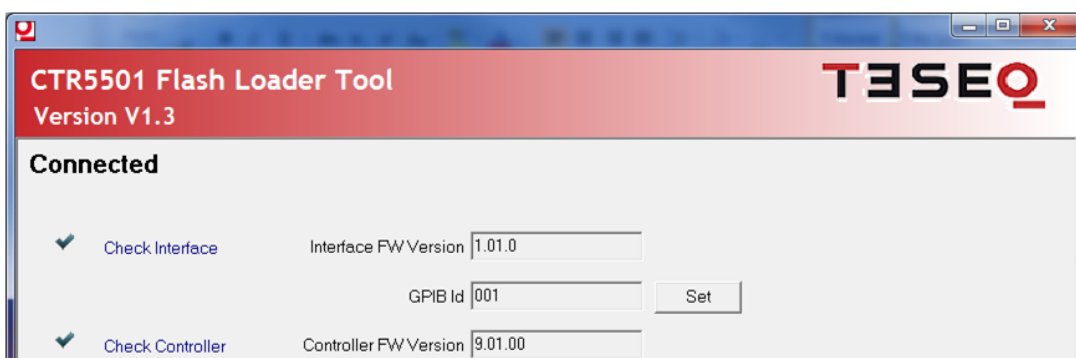 CTR5501 Flash Loader Tool
TESEQ
Version V1.3
Connected
Check Interface Interface FW Version 1.01.0
GPIB Id 001 Set
Check Controller Controller FW Version 9.01.00